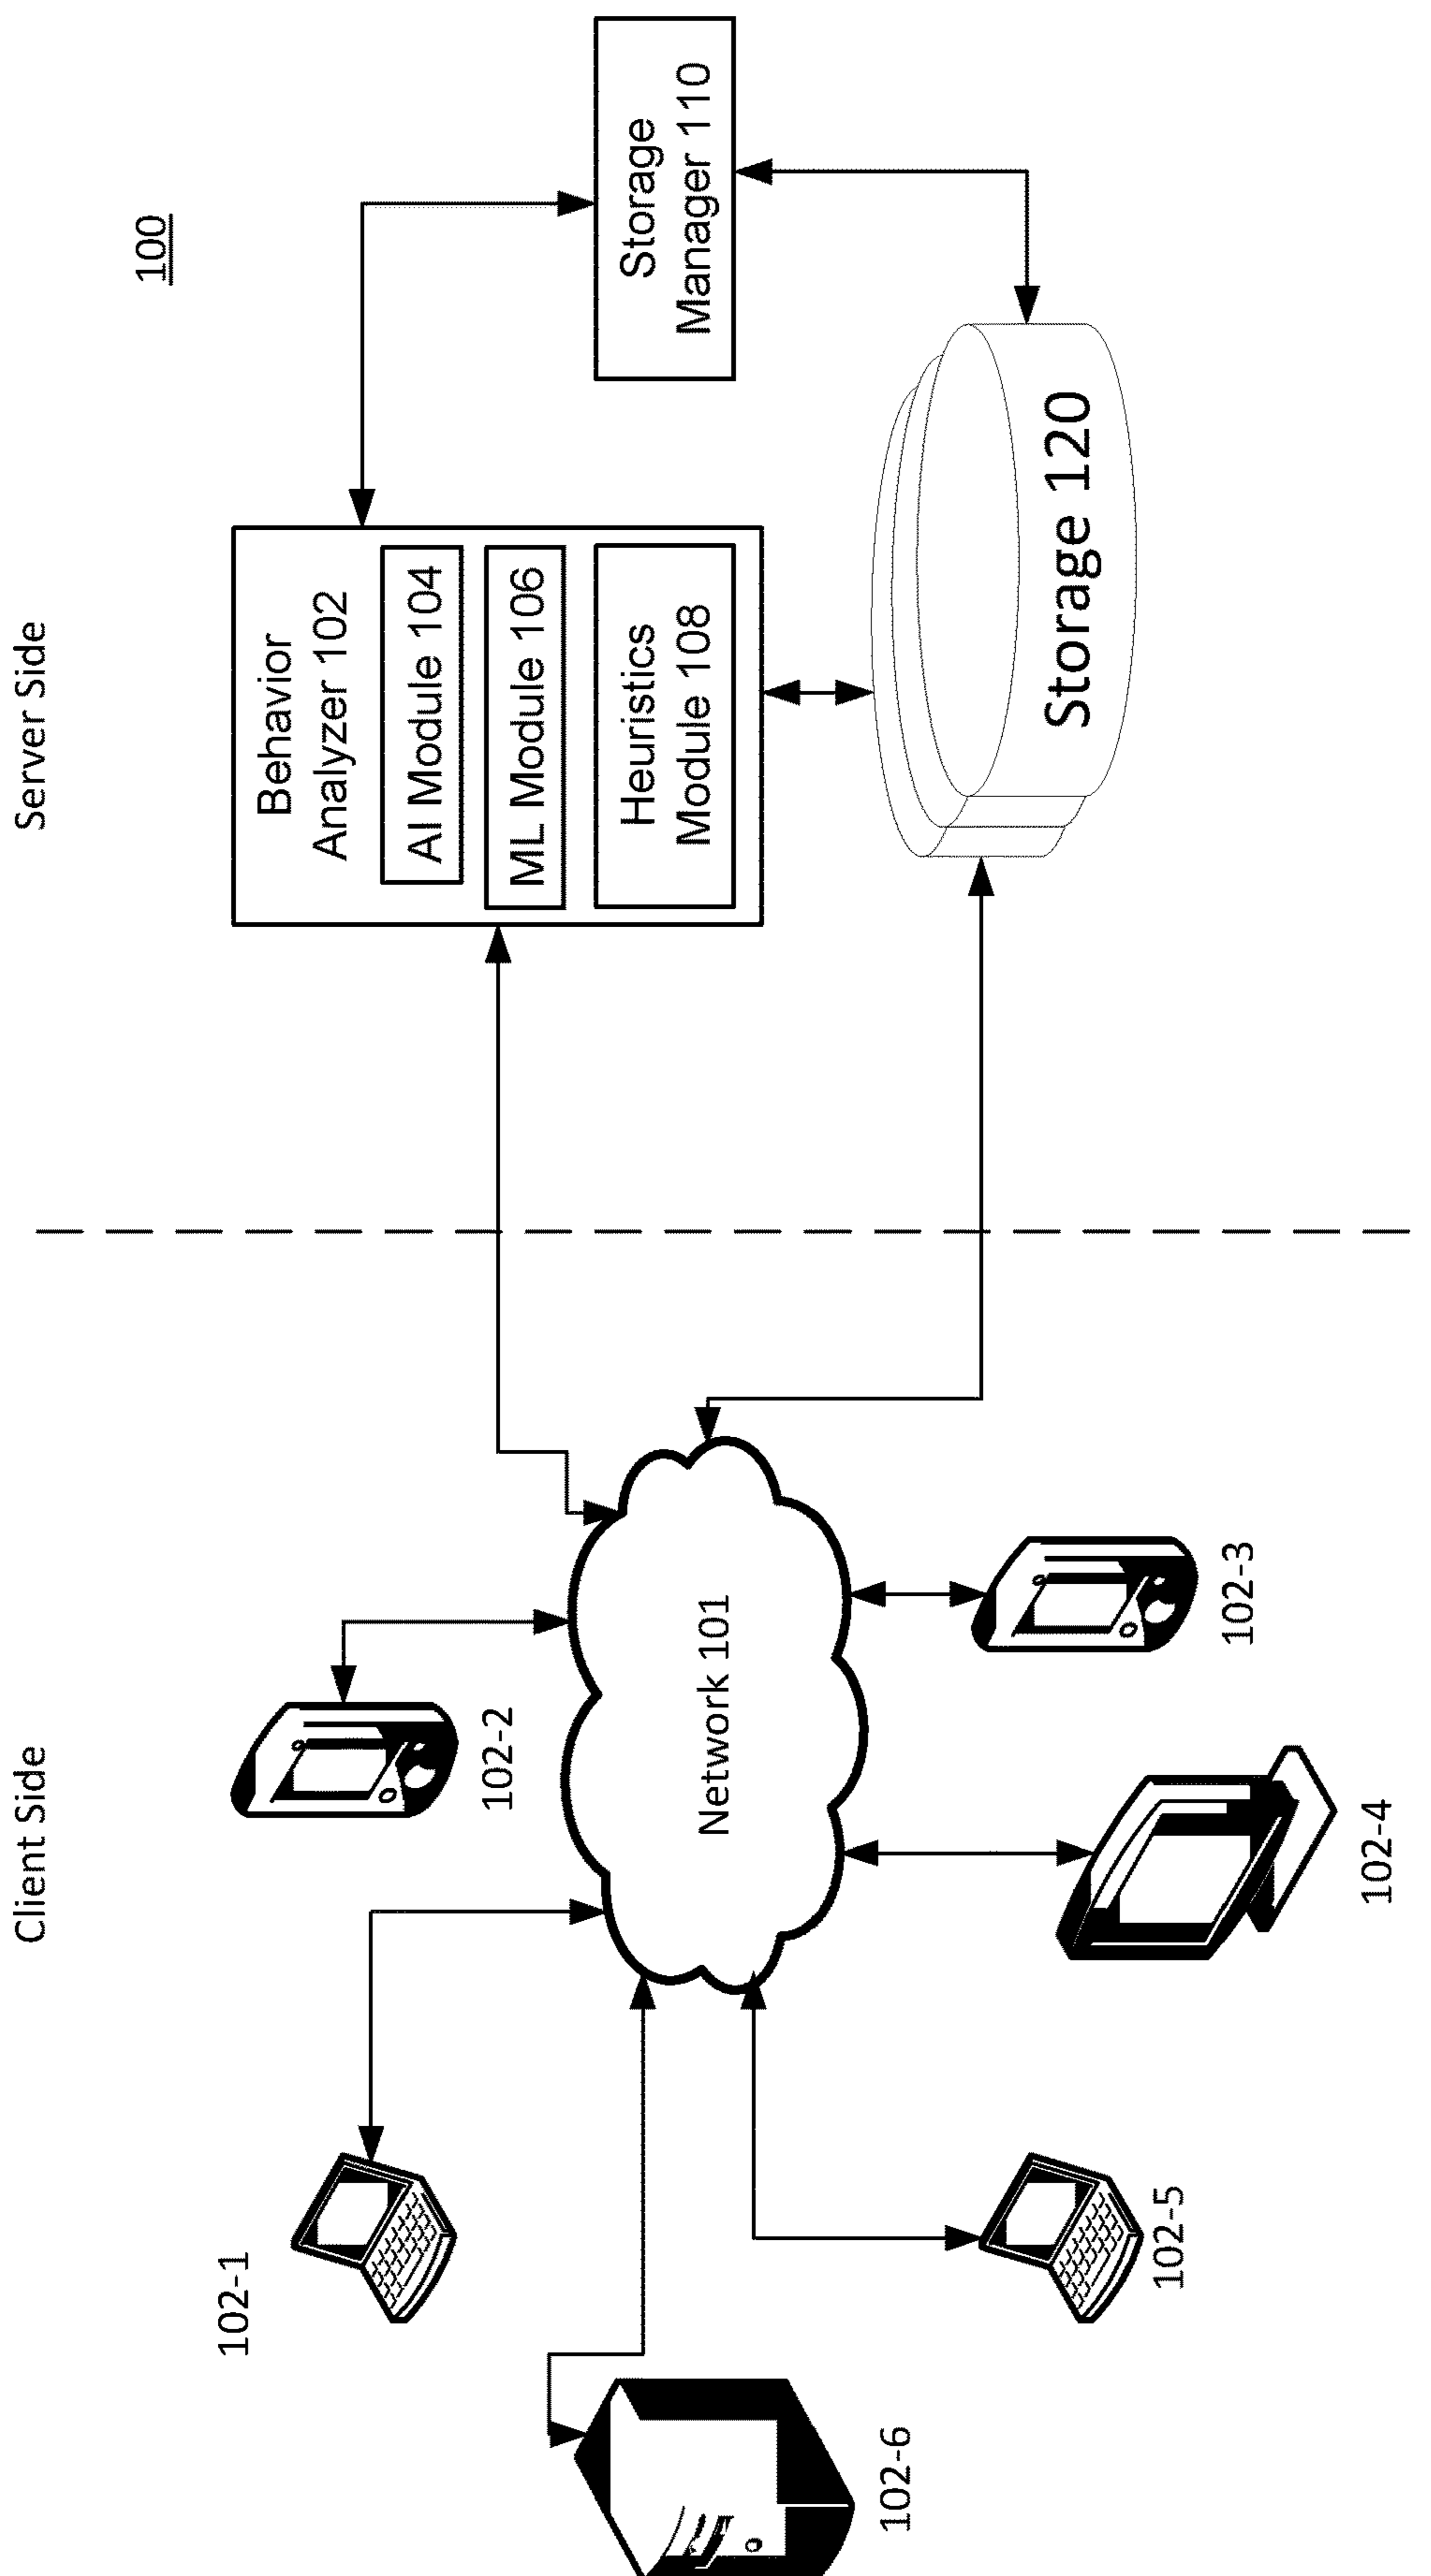 Client Side
Server Side
100
102-1
102-2
Behavior
Analyzer 102
AI Module 104
ML Module 106
Heuristics
Module 108
Storage
Manager 110
Network 101
102-6
102-5
102-4
102-3
Storage 120